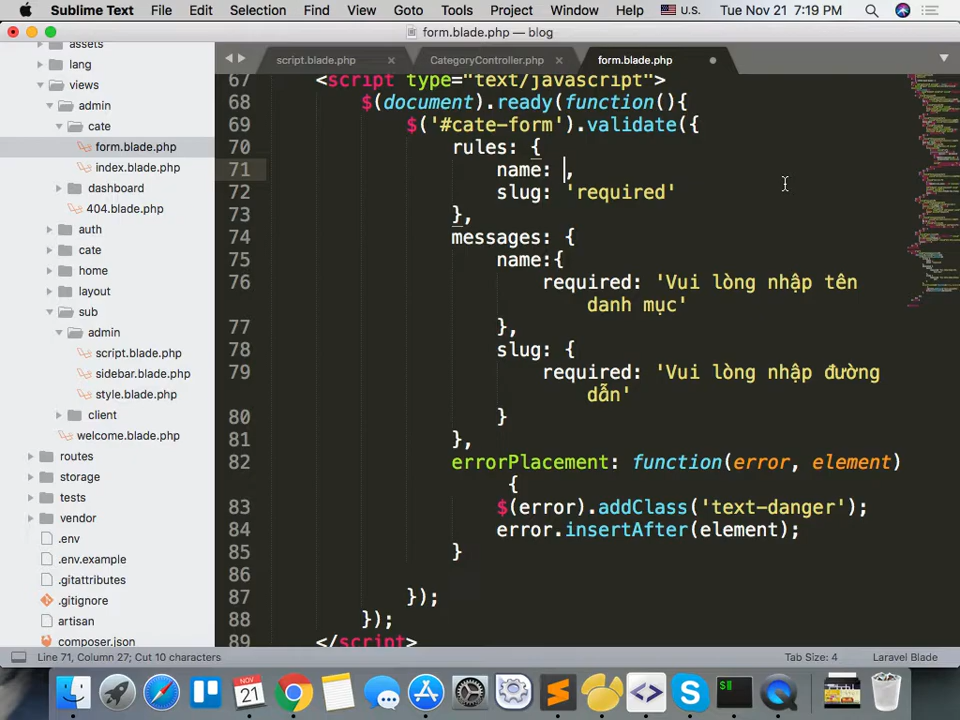 Sublime Text File Edit Selection Find View Goto Tools Project Window Help U.S. Tue Nov 21 7:19 PM
form.blade.php — blog
script.blade.php CategoryController.php form.blade.php
assets
lang
views
admin
cate
form.blade.php
index.blade.php
dashboard
404.blade.php
auth
cate
home
layout
sub
admin
script.blade.php
sidebar.blade.php
style.blade.php
client
welcome.blade.php
routes
storage
tests
vendor
.env
.env.example
.gitattributes
.gitignore
artisan
composer.json
67 <script type="text/javascript">
68 $(document).ready(function(){
69 $('#cate-form').validate({
70 rules: {
71 name: ,
72 slug: 'required'
73 },
74 messages: {
75 name:{
76 required: 'Vui lòng nhập tên
danh mục'
77 },
78 slug: {
79 required: 'Vui lòng nhập đường
dẫn'
80 }
81 },
82 errorPlacement: function(error, element)
{
83 $(error).addClass('text-danger');
84 error.insertAfter(element);
85 }
86
87 });
88 });
89 </script>
Line 71, Column 27; Cut 10 characters Tab Size: 4 Laravel Blade
NOV
21